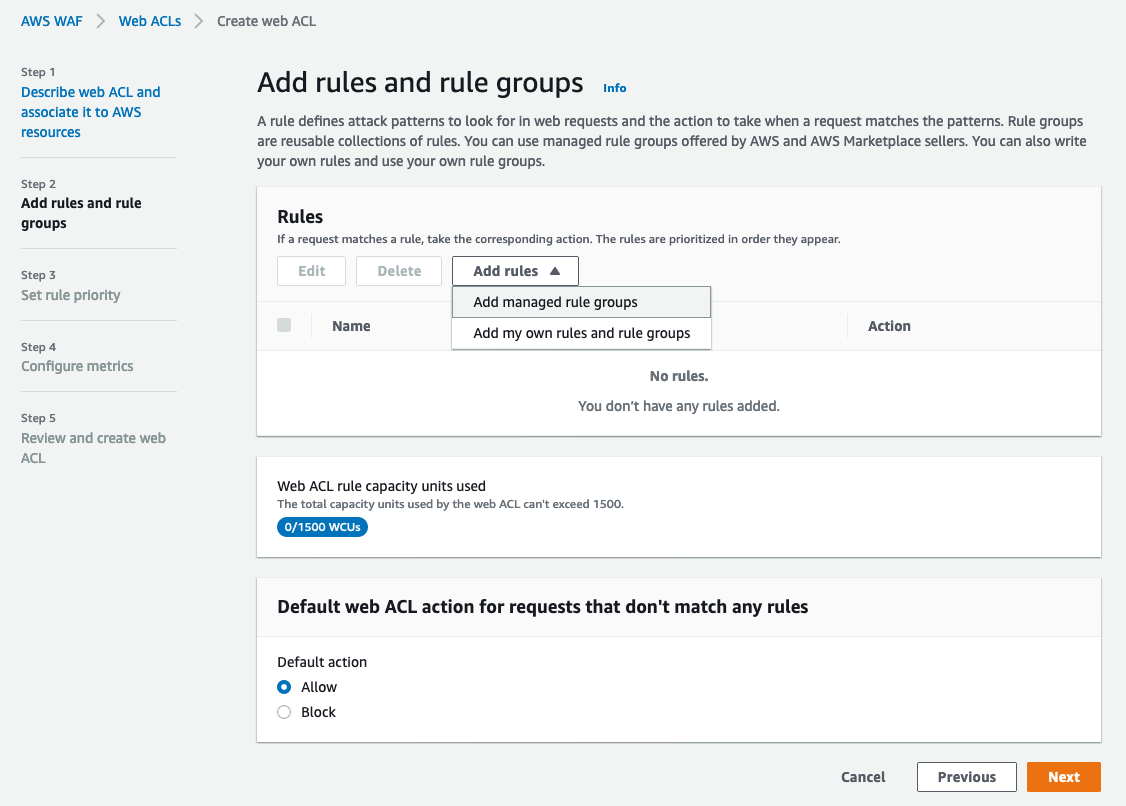 AWS WAF > Web ACLs > Create web ACL
Step 1
Describe web ACL and
associate it to AWS
resources
Step 2
Add rules and rule
groups
Step 3
Set rule priority
Step 4
Configure metrics
Step 5
Review and create web
ACL
Add rules and rule groups Info
A rule defines attack patterns to look for in web requests and the action to take when a request matches the patterns. Rule groups
are reusable collections of rules. You can use managed rule groups offered by AWS and AWS Marketplace sellers. You can also write
your own rules and use your own rule groups.
Rules
If a request matches a rule, take the corresponding action. The rules are prioritized in order they appear.
Edit Delete Add rules ▲
Add managed rule groups
Add my own rules and rule groups
Name Action
No rules.
You don't have any rules added.
Web ACL rule capacity units used
The total capacity units used by the web ACL can't exceed 1500.
0/1500 WCUs
Default web ACL action for requests that don't match any rules
Default action
Allow
Block
Cancel Previous Next